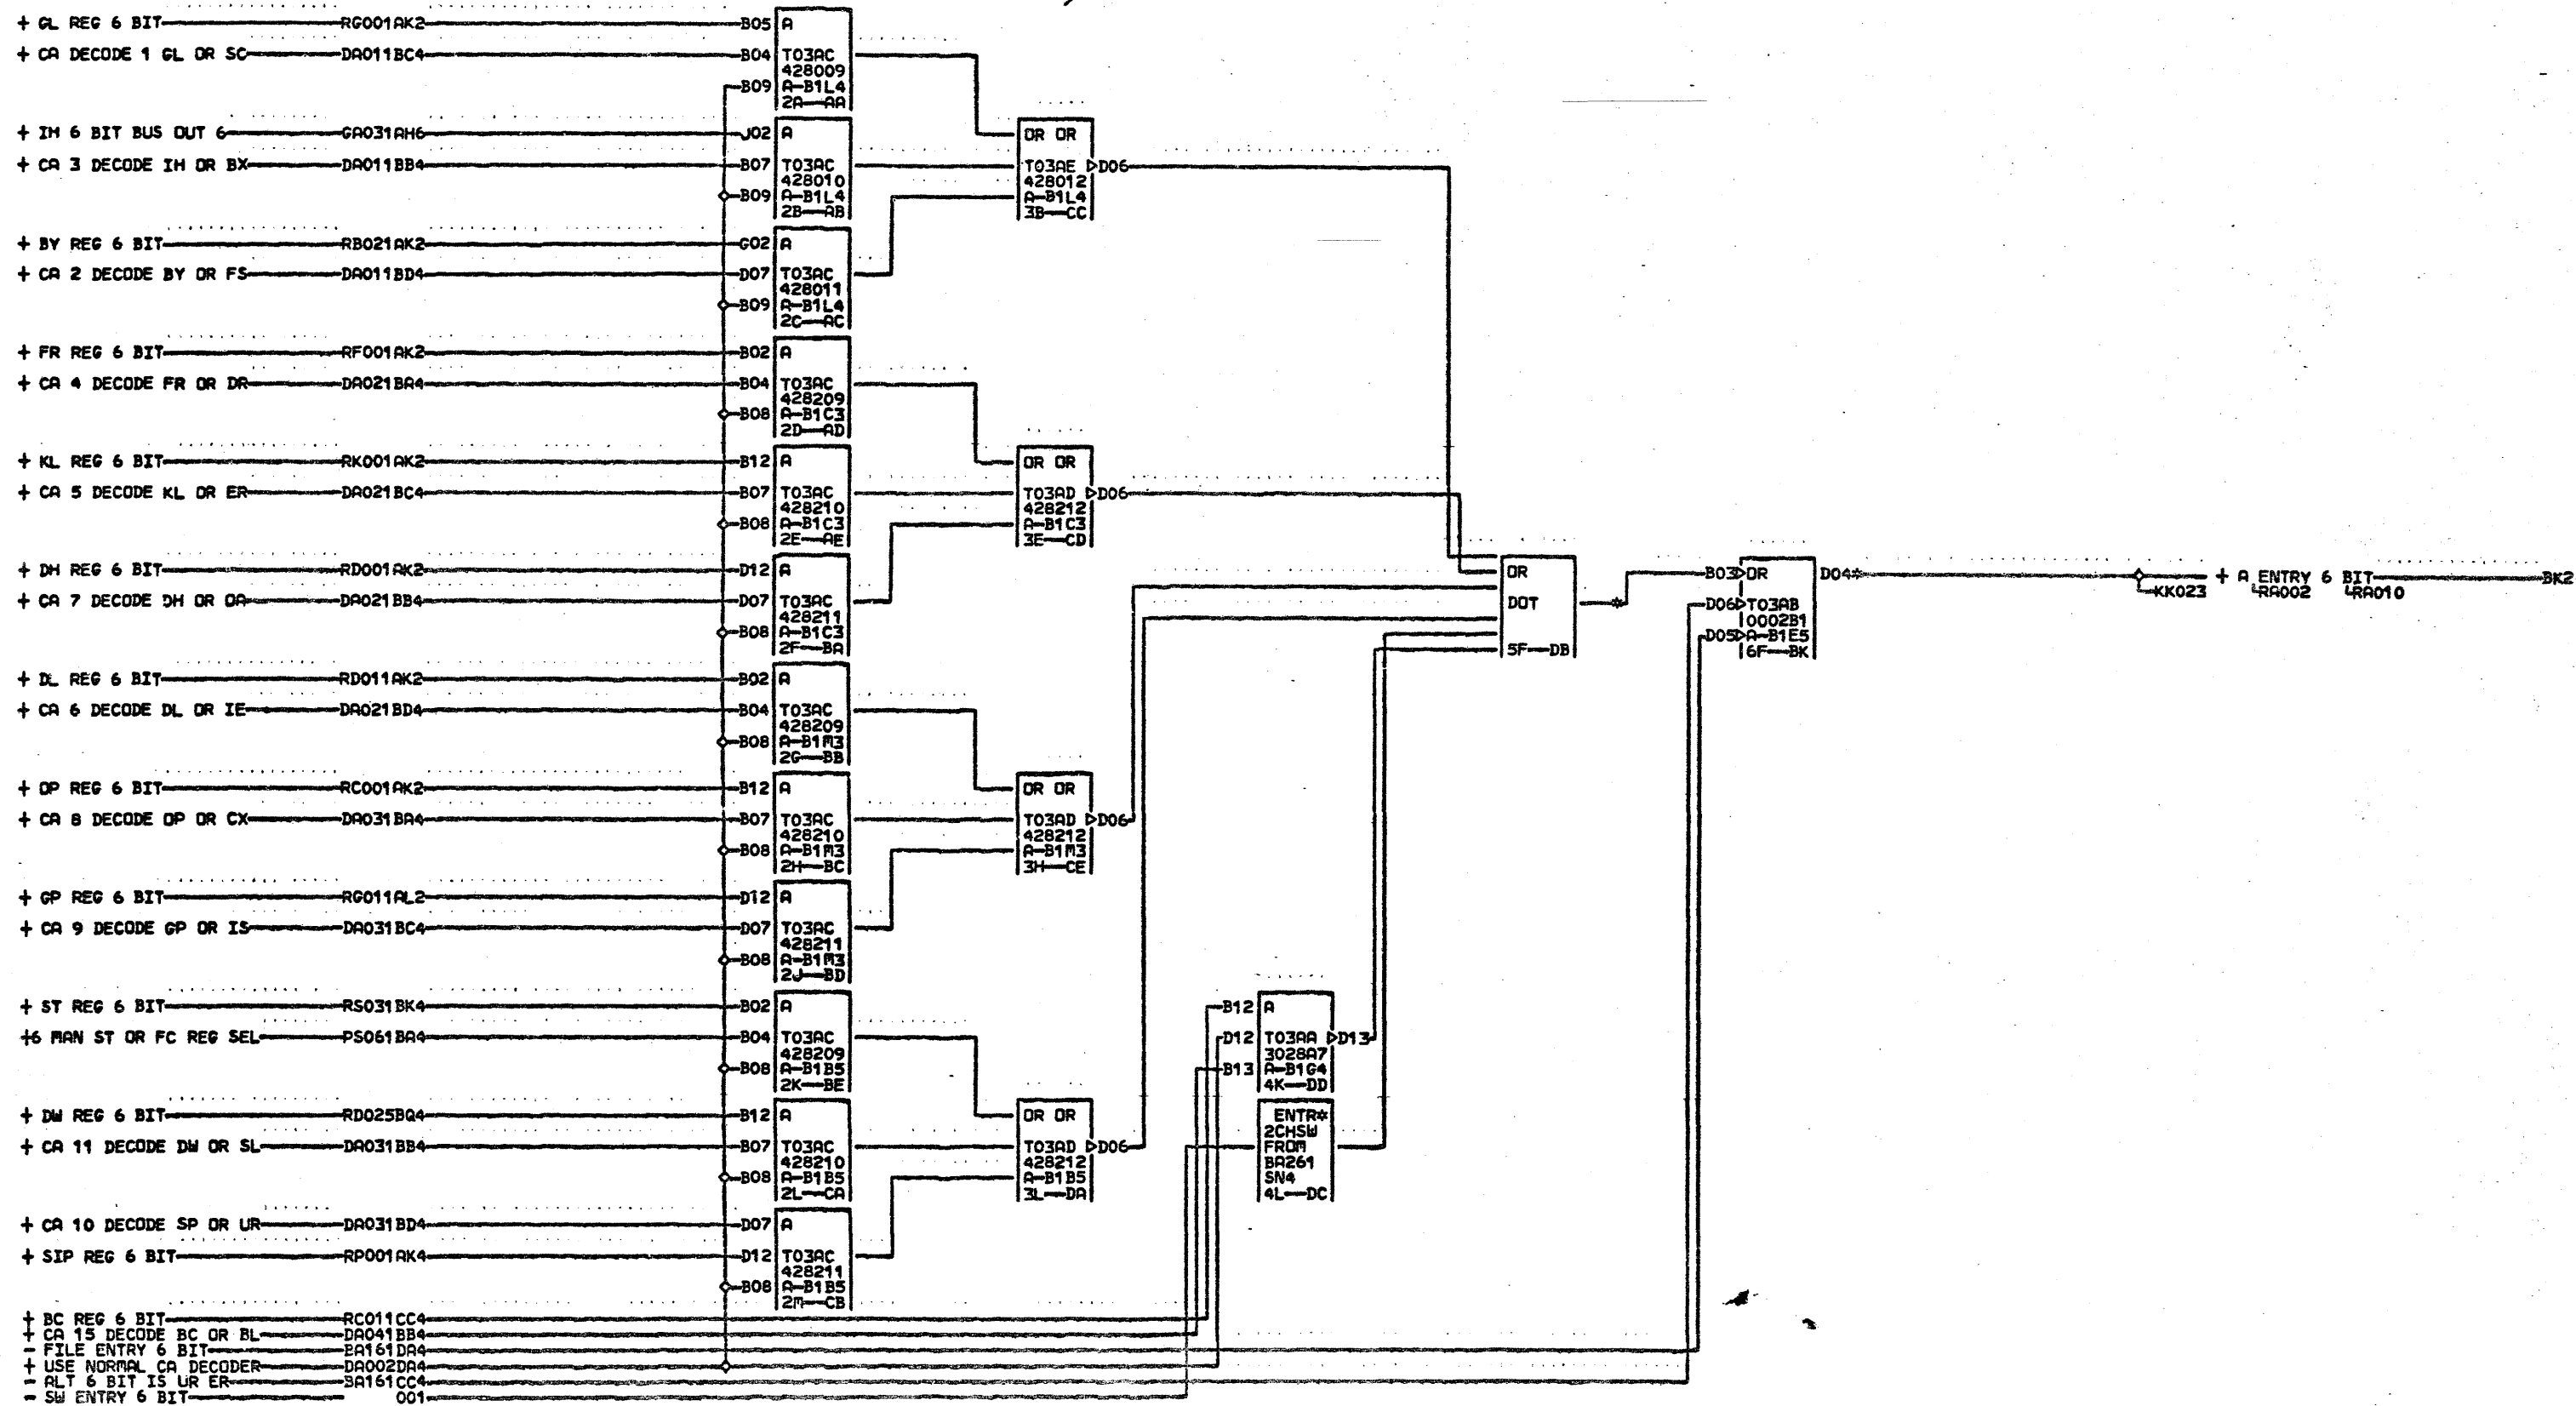 + GL REG 6 BIT RG001AK2 B05 A
+ CA DECODE 1 GL OR SC DA011BC4 B04 T03AC
428009
B09 A-B1L4
2A AA
+ IH 6 BIT BUS OUT 6 GA031AH6 J02 A OR OR
+ CA 3 DECODE IH OR BX DA011BB4 B07 T03AC T03AE D06
428010 428012
B09 A-B1L4 A-B1L4
2B AB 3B CC
+ BY REG 6 BIT RB021AK2 G02 A
+ CA 2 DECODE BY OR FS DA011BD4 D07 T03AC
428011
B09 A-B1L4
2C AC
+ FR REG 6 BIT RF001AK2 B02 A
+ CA 4 DECODE FR OR DR DA021BA4 B04 T03AC
428209
B08 A-B1C3
2D AD
+ KL REG 6 BIT RK001AK2 B12 A OR OR
+ CA 5 DECODE KL OR ER DA021BC4 B07 T03AC T03AD D06
428210 428212
B08 A-B1C3 A-B1C3
2E AE 3E CD
+ DH REG 6 BIT RD001AK2 D12 A OR B03 OR D04* + A ENTRY 6 BIT BK2
KK023 RA002 RA010
+ CA 7 DECODE DH OR OA DA021BB4 D07 T03AC DOT D06 T03AB
428211 0002B1
B08 A-B1C3 D05 A-B1E5
2F BA 5F DB 6F BK
+ DL REG 6 BIT RD011AK2 B02 A
+ CA 6 DECODE DL OR IE DA021BD4 B04 T03AC
428209
B08 A-B1M3
2G BB
+ OP REG 6 BIT RC001AK2 B12 A OR OR
+ CA 8 DECODE OP OR CX DA031BA4 B07 T03AC T03AD D06
428210 428212
B08 A-B1M3 A-B1M3
2H BC 3H CE
+ GP REG 6 BIT RG011AL2 D12 A
+ CA 9 DECODE GP OR IS DA031BC4 D07 T03AC
428211
B08 A-B1M3
2J BD
+ ST REG 6 BIT RS031BK4 B02 A B12 A
+6 MAN ST OR FC REG SEL PS061BA4 B04 T03AC D12 T03AA D13
428209 3028A7
B08 A-B1B5 B13 A-B1G4
2K BE 4K DD
+ DW REG 6 BIT RD025BQ4 B12 A OR OR ENTR*
2CHSW
+ CA 11 DECODE DW OR SL DA031BB4 B07 T03AC T03AD D06 FROM
428210 428212 BA261
B08 A-B1B5 A-B1B5 SN4
2L CA 3L DA 4L DC
+ CA 10 DECODE SP OR UR DA031BD4 D07 A
+ SIP REG 6 BIT RP001AK4 D12 T03AC
428211
B08 A-B1B5
2M CB
+ BC REG 6 BIT RC011CC4
+ CA 15 DECODE BC OR BL DA041BB4
- FILE ENTRY 6 BIT BA161DA4
+ USE NORMAL CA DECODER DA002DA4
- ALT 6 BIT IS UR ER BA161CC4
- SW ENTRY 6 BIT 001